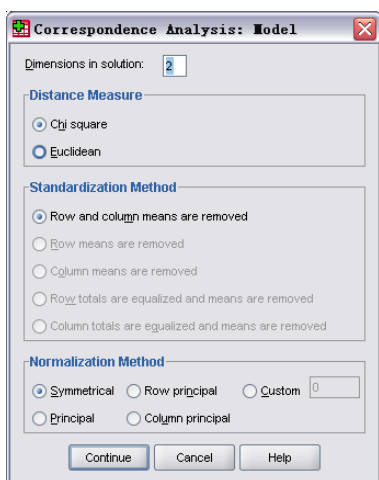 Correspondence Analysis: Model
Dimensions in solution: 2
Distance Measure
Chi square
Euclidean
Standardization Method
Row and column means are removed
Row means are removed
Column means are removed
Row totals are equalized and means are removed
Column totals are equalized and means are removed
Normalization Method
Symmetrical Row principal Custom 0
Principal Column principal
Continue Cancel Help